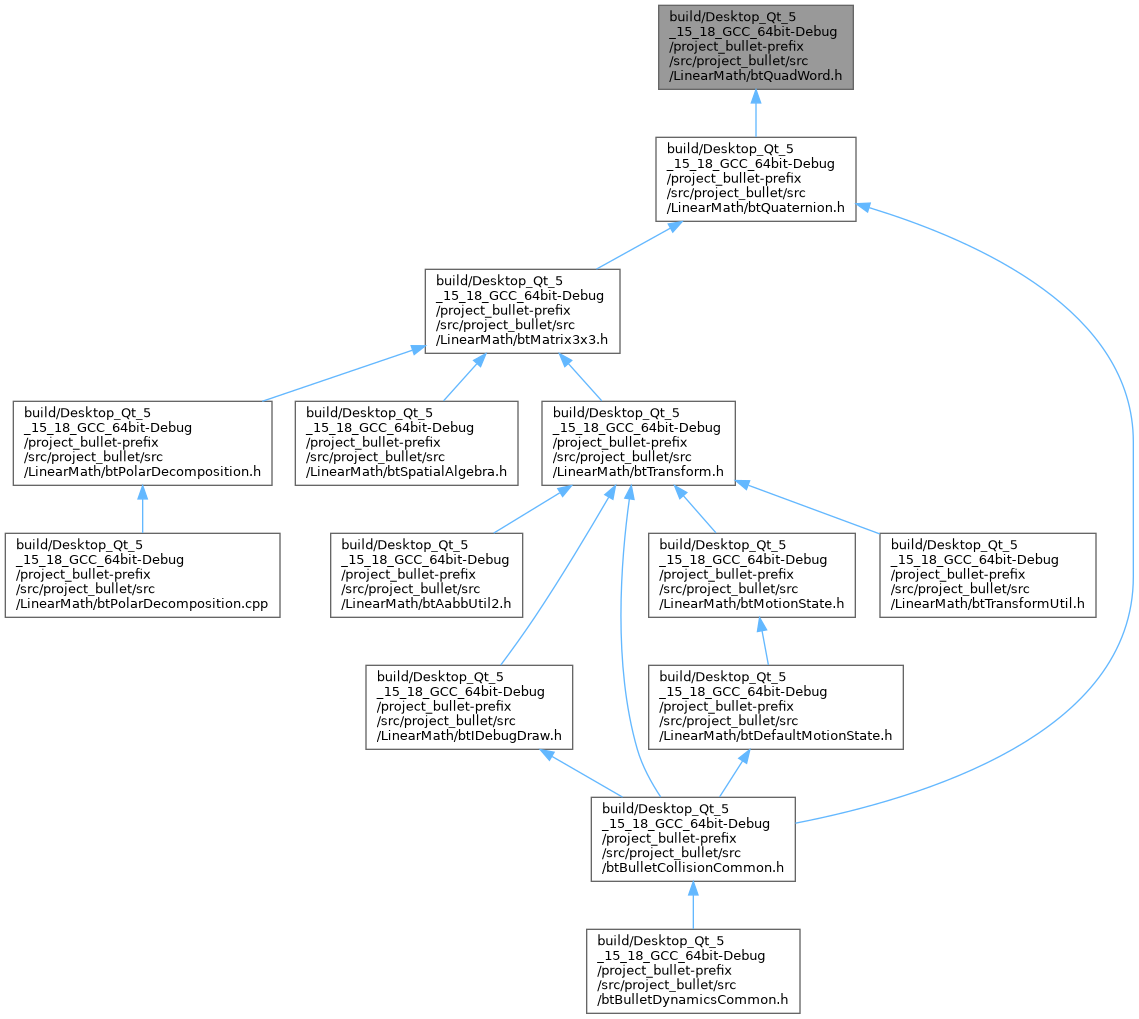 build/Desktop_Qt_5
_15_18_GCC_64bit-Debug
/project_bullet-prefix
/src/project_bullet/src
/LinearMath/btQuadWord.h
build/Desktop_Qt_5
_15_18_GCC_64bit-Debug
/project_bullet-prefix
/src/project_bullet/src
/LinearMath/btQuaternion.h
build/Desktop_Qt_5
_15_18_GCC_64bit-Debug
/project_bullet-prefix
/src/project_bullet/src
/LinearMath/btMatrix3x3.h
build/Desktop_Qt_5
_15_18_GCC_64bit-Debug
/project_bullet-prefix
/src/project_bullet/src
/LinearMath/btPolarDecomposition.h
build/Desktop_Qt_5
_15_18_GCC_64bit-Debug
/project_bullet-prefix
/src/project_bullet/src
/LinearMath/btSpatialAlgebra.h
build/Desktop_Qt_5
_15_18_GCC_64bit-Debug
/project_bullet-prefix
/src/project_bullet/src
/LinearMath/btTransform.h
build/Desktop_Qt_5
_15_18_GCC_64bit-Debug
/project_bullet-prefix
/src/project_bullet/src
/LinearMath/btPolarDecomposition.cpp
build/Desktop_Qt_5
_15_18_GCC_64bit-Debug
/project_bullet-prefix
/src/project_bullet/src
/LinearMath/btAabbUtil2.h
build/Desktop_Qt_5
_15_18_GCC_64bit-Debug
/project_bullet-prefix
/src/project_bullet/src
/LinearMath/btMotionState.h
build/Desktop_Qt_5
_15_18_GCC_64bit-Debug
/project_bullet-prefix
/src/project_bullet/src
/LinearMath/btTransformUtil.h
build/Desktop_Qt_5
_15_18_GCC_64bit-Debug
/project_bullet-prefix
/src/project_bullet/src
/LinearMath/btIDebugDraw.h
build/Desktop_Qt_5
_15_18_GCC_64bit-Debug
/project_bullet-prefix
/src/project_bullet/src
/LinearMath/btDefaultMotionState.h
build/Desktop_Qt_5
_15_18_GCC_64bit-Debug
/project_bullet-prefix
/src/project_bullet/src
/btBulletCollisionCommon.h
build/Desktop_Qt_5
_15_18_GCC_64bit-Debug
/project_bullet-prefix
/src/project_bullet/src
/btBulletDynamicsCommon.h